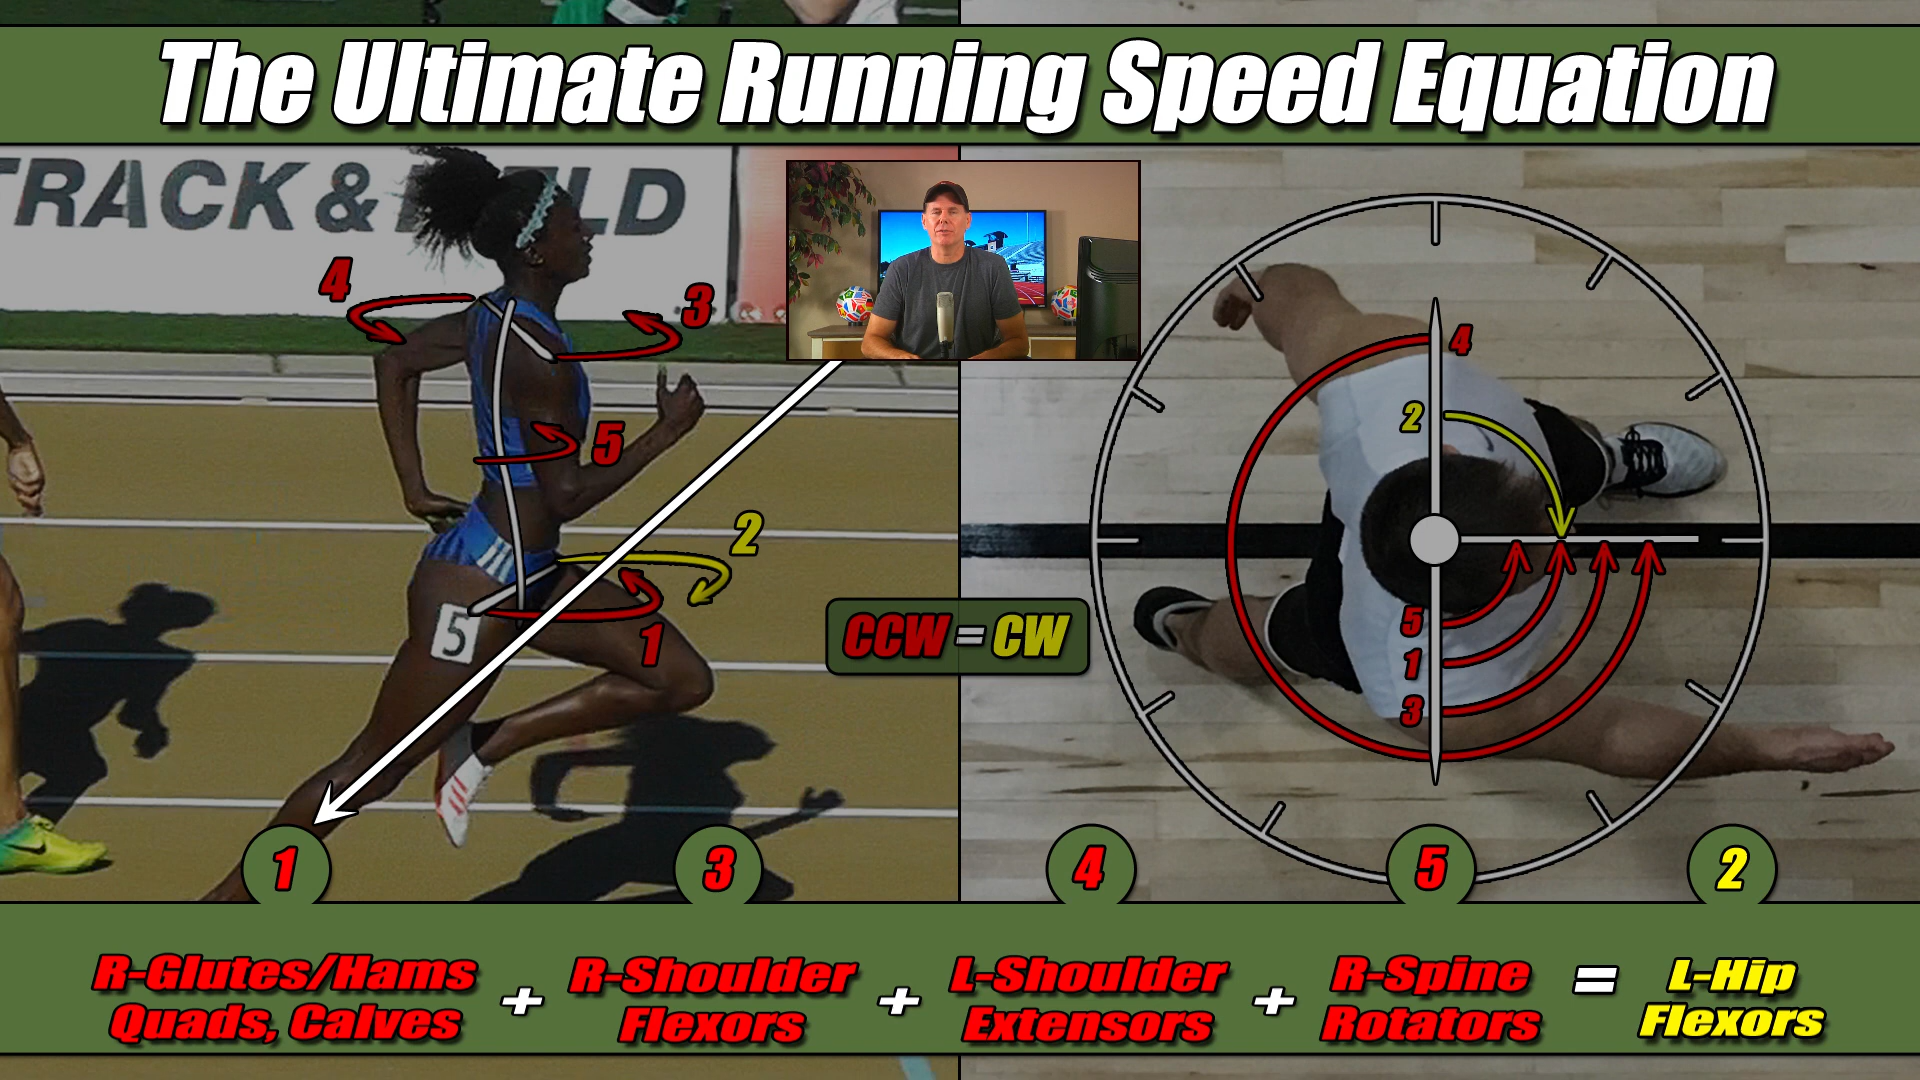 The Ultimate Running Speed Equation
TRACK & FIELD
4
3
5
2
1
5
4
2
5
1
3
CCW = CW
1
3
4
5
2
R-Glutes/Hams
Quads, Calves
+
R-Shoulder
Flexors
+
L-Shoulder
Extensors
+
R-Spine
Rotators
=
L-Hip
Flexors